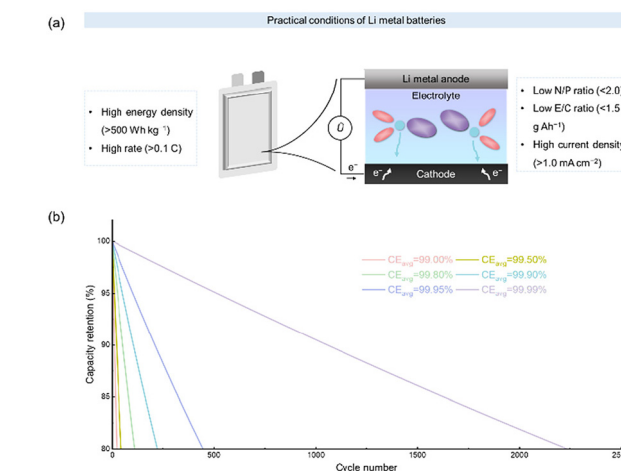 (a)
Practical conditions of Li metal batteries
• High energy density
(>500 Wh kg⁻¹)
• High rate (>0.1 C)
Li metal anode
Electrolyte
e⁻
e⁻
Cathode
e⁻
• Low N/P ratio (<2.0)
• Low E/C ratio (<1.5
g Ah⁻¹)
• High current density
(>1.0 mA cm⁻²)
(b)
Capacity retention (%)
100
95
90
85
80
CEavg=99.00%
CEavg=99.50%
CEavg=99.80%
CEavg=99.90%
CEavg=99.95%
CEavg=99.99%
0
500
1000
1500
2000
Cycle number